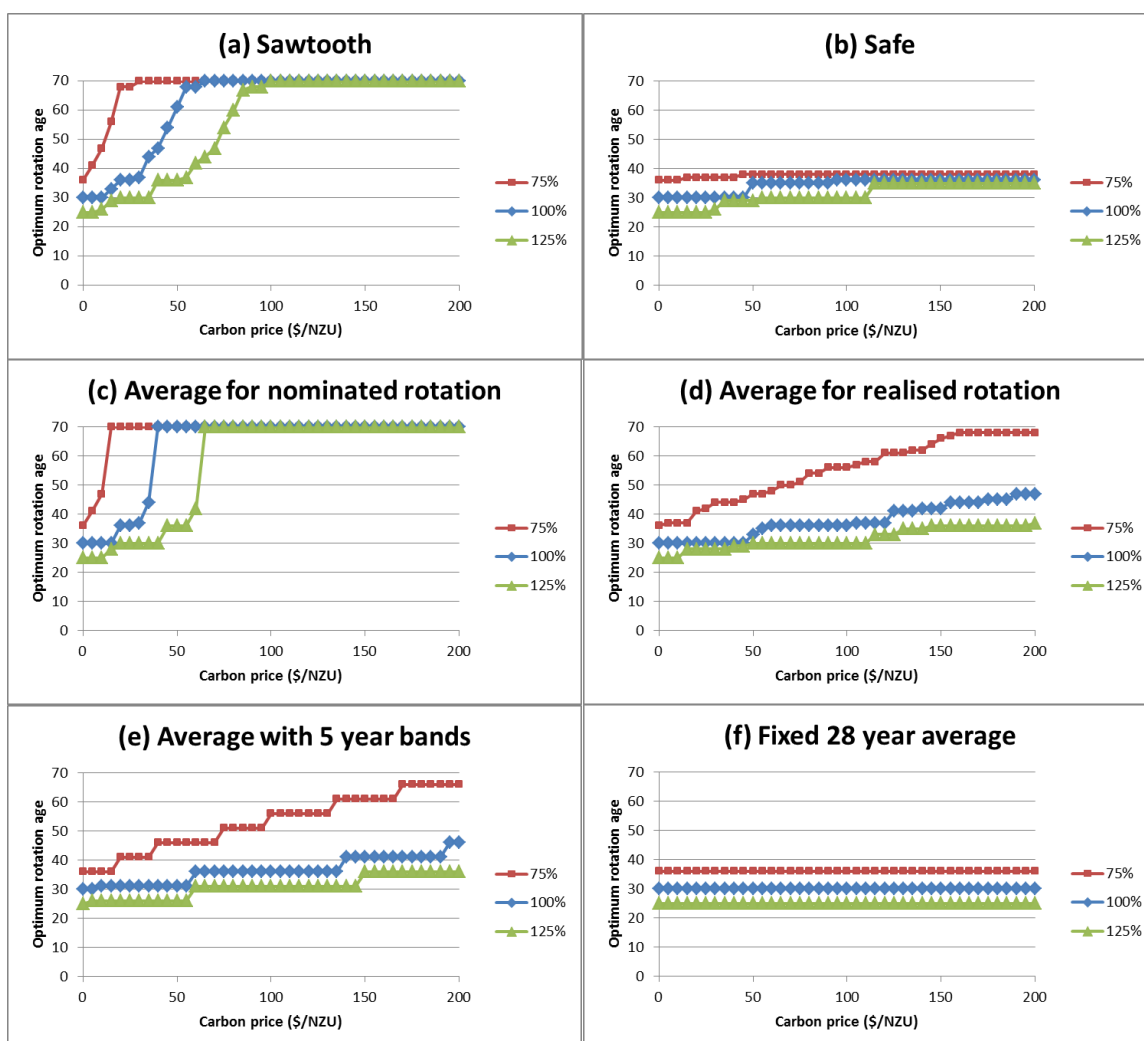 (a) Sawtooth
Optimum rotation age
70
60
50
40
30
20
10
0
0 50 100 150 200
Carbon price ($/NZU)
75%
100%
125%
(b) Safe
Optimum rotation age
70
60
50
40
30
20
10
0
0 50 100 150 200
Carbon price ($/NZU)
75%
100%
125%
(c) Average for nominated rotation
Optimum rotation age
70
60
50
40
30
20
10
0
0 50 100 150 200
Carbon price ($/NZU)
75%
100%
125%
(d) Average for realised rotation
Optimum rotation age
70
60
50
40
30
20
10
0
0 50 100 150 200
Carbon price ($/NZU)
75%
100%
125%
(e) Average with 5 year bands
Optimum rotation age
70
60
50
40
30
20
10
0
0 50 100 150 200
Carbon price ($/NZU)
75%
100%
125%
(f) Fixed 28 year average
Optimum rotation age
70
60
50
40
30
20
10
0
0 50 100 150 200
Carbon price ($/NZU)
75%
100%
125%